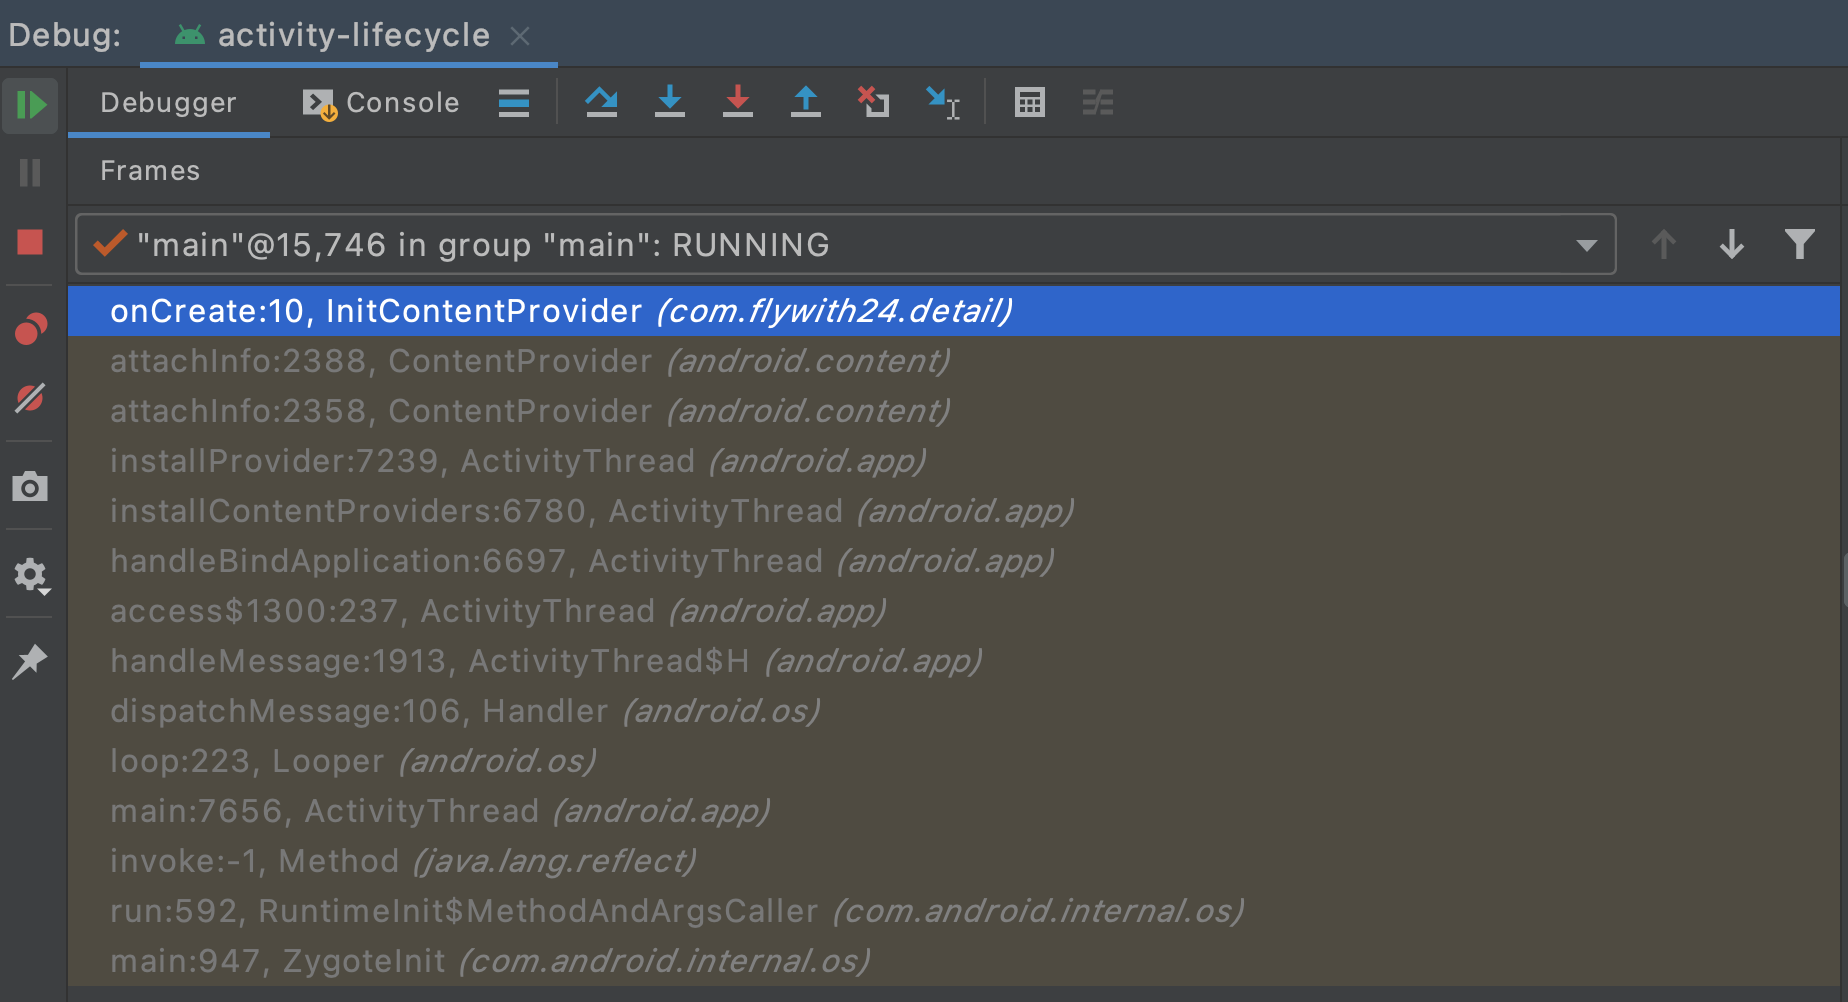 Debug: activity-lifecycle
Debugger Console
Frames
"main"@15,746 in group "main": RUNNING
onCreate:10, InitContentProvider (com.flywith24.detail)
attachInfo:2388, ContentProvider (android.content)
attachInfo:2358, ContentProvider (android.content)
installProvider:7239, ActivityThread (android.app)
installContentProviders:6780, ActivityThread (android.app)
handleBindApplication:6697, ActivityThread (android.app)
access$1300:237, ActivityThread (android.app)
handleMessage:1913, ActivityThread$H (android.app)
dispatchMessage:106, Handler (android.os)
loop:223, Looper (android.os)
main:7656, ActivityThread (android.app)
invoke:-1, Method (java.lang.reflect)
run:592, RuntimeInit$MethodAndArgsCaller (com.android.internal.os)
main:947, ZygoteInit (com.android.internal.os)